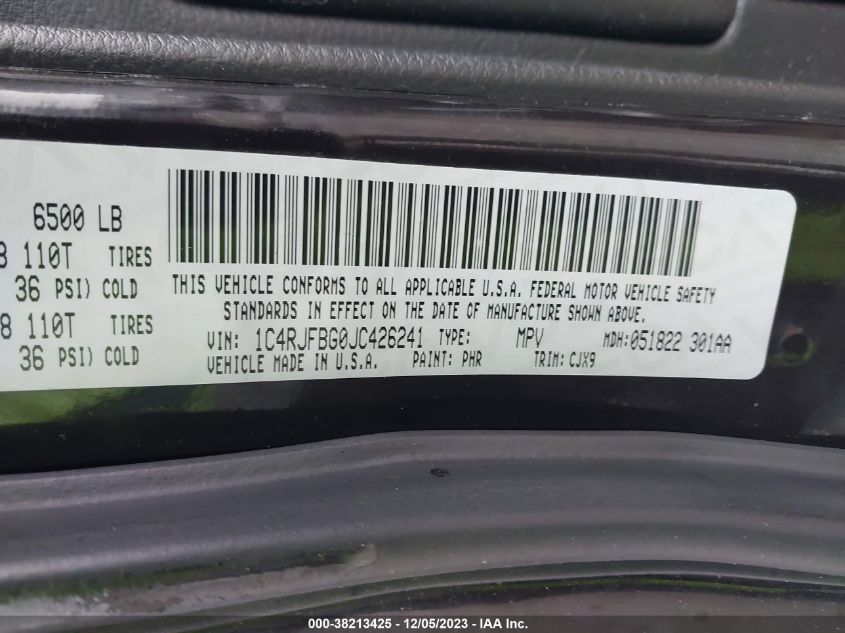 6500 LB
8 110T TIRES
36 PSI) COLD
8 110T TIRES
36 PSI) COLD
THIS VEHICLE CONFORMS TO ALL APPLICABLE U.S.A. FEDERAL MOTOR VEHICLE SAFETY
STANDARDS IN EFFECT ON THE DATE OF MANUFACTURE SHOWN ABOVE.
VIN: 1C4RJFBG0JC426241 TYPE: MPV MDH:051822 301AA
VEHICLE MADE IN U.S.A. PAINT: PHR TRIM: CJX9
000-38213425 - 12/05/2023 - IAA Inc.